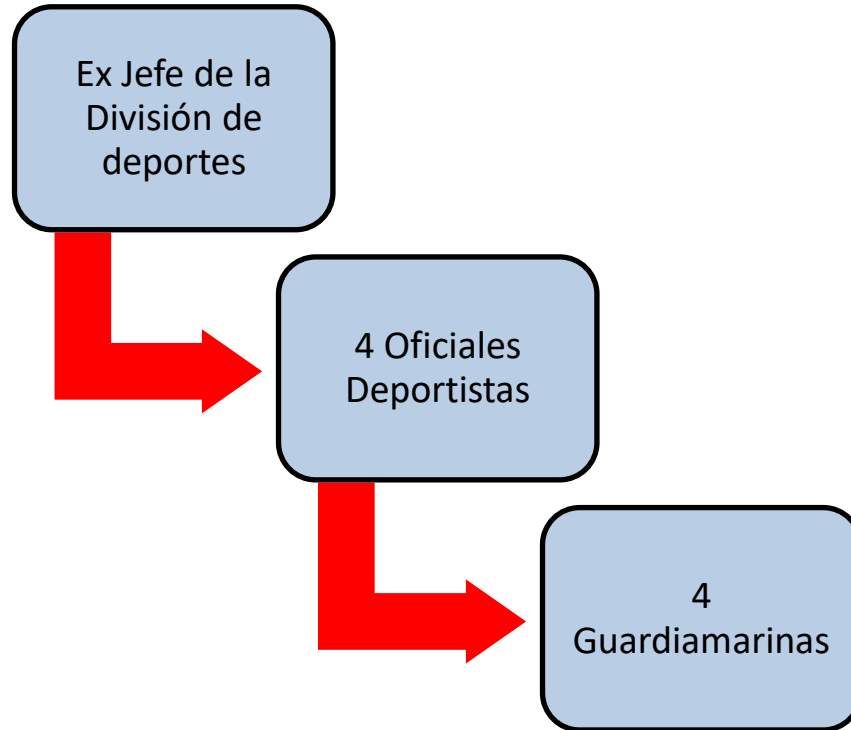 Ex Jefe de la
División de
deportes
4 Oficiales
Deportistas
4
Guardiamarinas